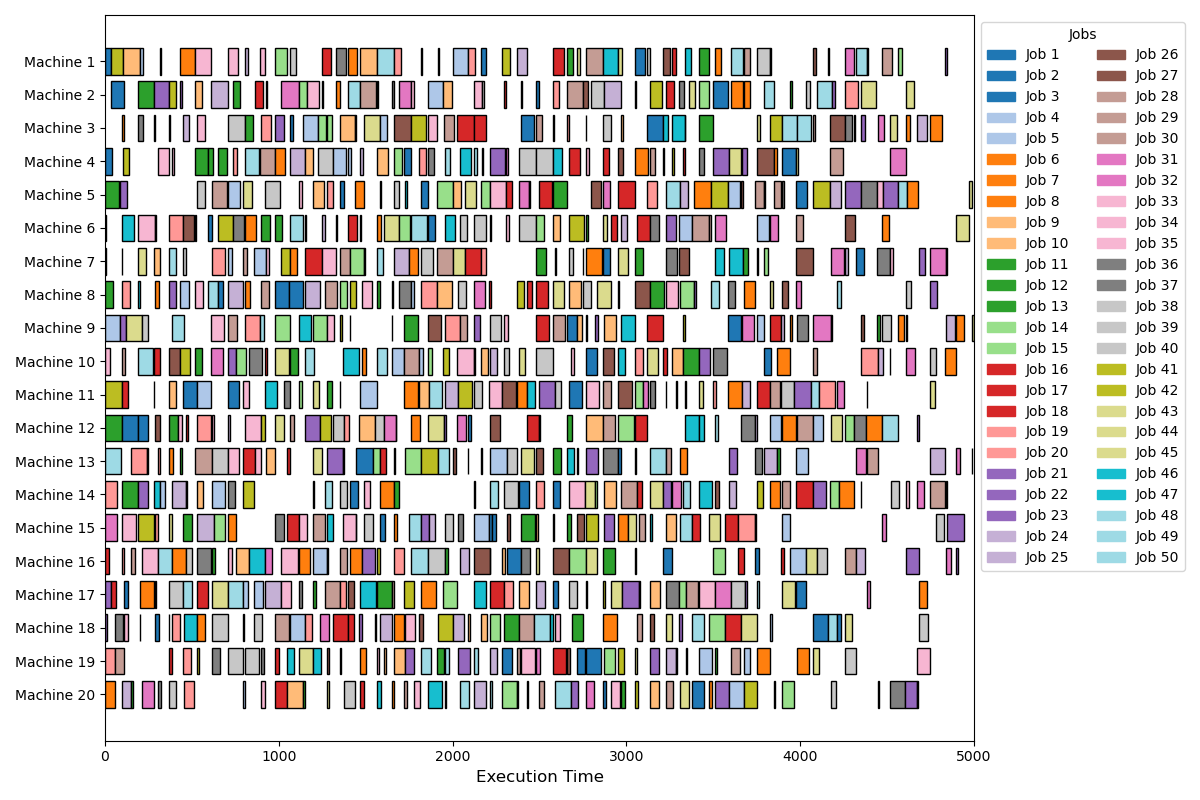 Machine 1
Machine 2
Machine 3
Machine 4
Machine 5
Machine 6
Machine 7
Machine 8
Machine 9
Machine 10
Machine 11
Machine 12
Machine 13
Machine 14
Machine 15
Machine 16
Machine 17
Machine 18
Machine 19
Machine 20
0 1000 2000 3000 4000 5000
Execution Time
Jobs
Job 1 Job 26
Job 2 Job 27
Job 3 Job 28
Job 4 Job 29
Job 5 Job 30
Job 6 Job 31
Job 7 Job 32
Job 8 Job 33
Job 9 Job 34
Job 10 Job 35
Job 11 Job 36
Job 12 Job 37
Job 13 Job 38
Job 14 Job 39
Job 15 Job 40
Job 16 Job 41
Job 17 Job 42
Job 18 Job 43
Job 19 Job 44
Job 20 Job 45
Job 21 Job 46
Job 22 Job 47
Job 23 Job 48
Job 24 Job 49
Job 25 Job 50